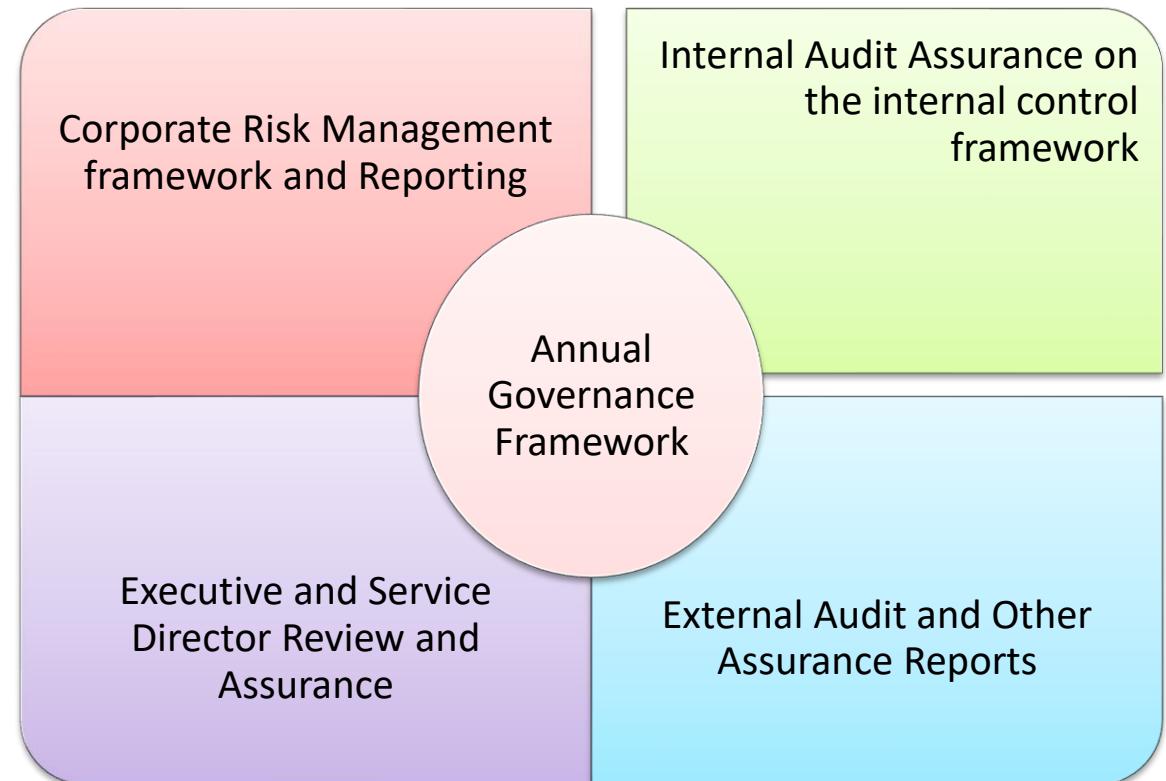 Corporate Risk Management
framework and Reporting
Internal Audit Assurance on
the internal control
framework
Annual
Governance
Framework
Executive and Service
Director Review and
Assurance
External Audit and Other
Assurance Reports